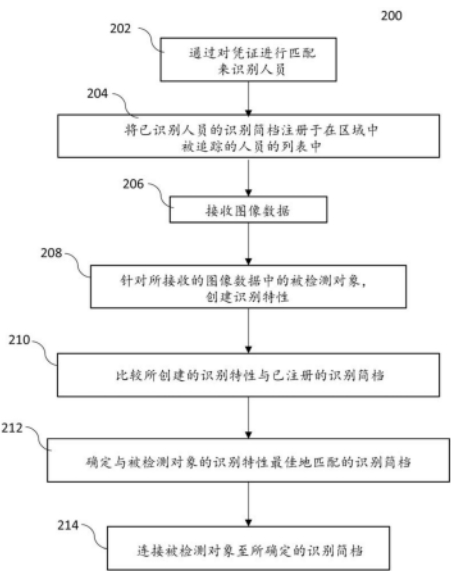 200
202
通过对凭证进行匹配
来识别人员
204
将已识别人员的识别简档注册于在区域中
被追踪的人员的列表中
206
接收图像数据
208
针对所接收的图像数据中的被检测对象，
创建识别特性
210
比较所创建的识别特性与已注册的识别简档
212
确定与被检测对象的识别特性最佳地匹配的识别简档
214
连接被检测对象至所确定的识别简档